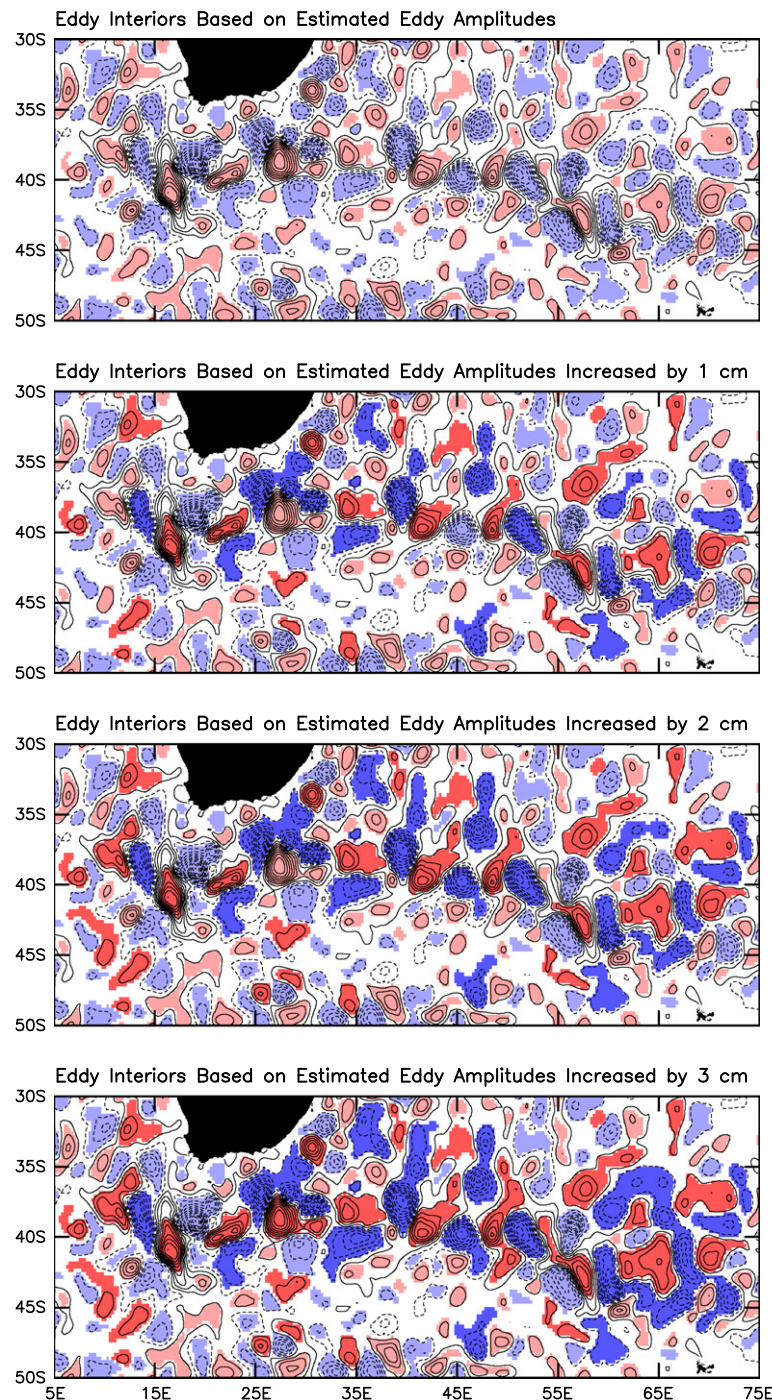 Eddy Interiors Based on Estimated Eddy Amplitudes
30S
35S
40S
45S
50S
Eddy Interiors Based on Estimated Eddy Amplitudes Increased by 1 cm
30S
35S
40S
45S
50S
Eddy Interiors Based on Estimated Eddy Amplitudes Increased by 2 cm
30S
35S
40S
45S
50S
Eddy Interiors Based on Estimated Eddy Amplitudes Increased by 3 cm
30S
35S
40S
45S
50S
5E 15E 25E 35E 45E 55E 65E 75E